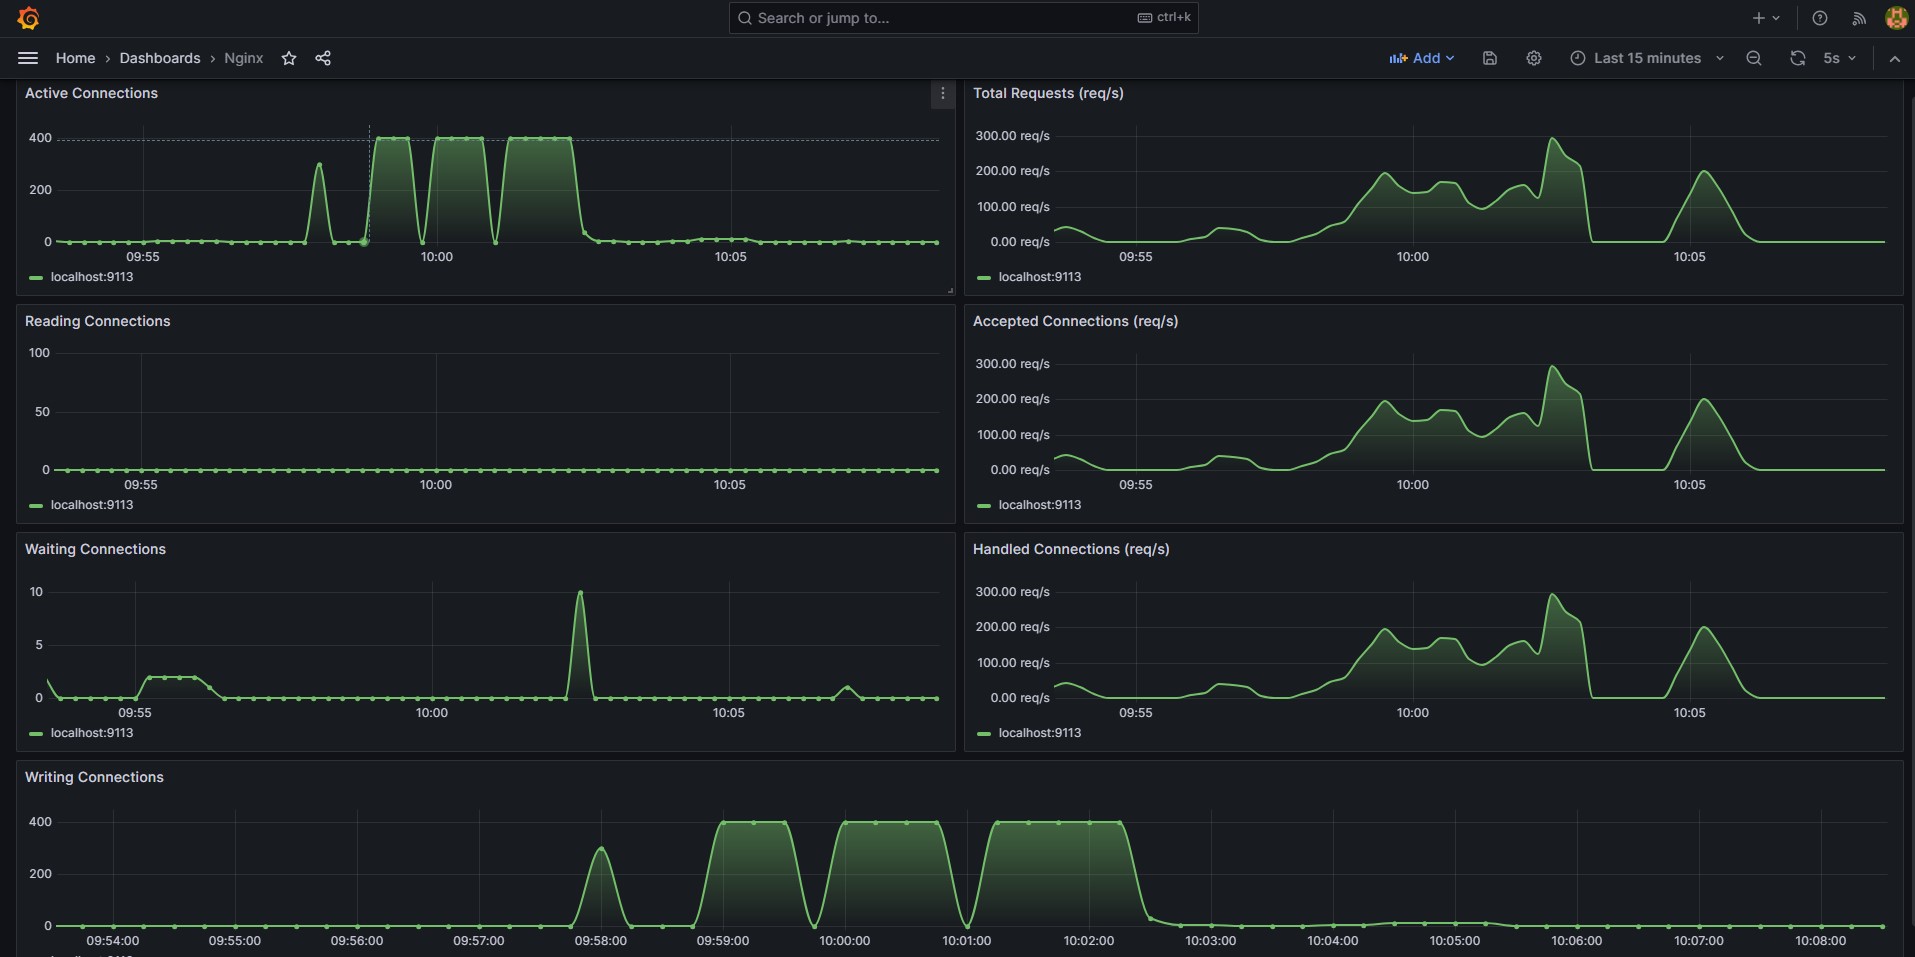 Search or jump to... ctrl+k
Home › Dashboards › Nginx Add Last 15 minutes 5s
Active Connections
400
200
0
09:55 10:00 10:05
localhost:9113
Total Requests (req/s)
300.00 req/s
200.00 req/s
100.00 req/s
0.00 req/s
09:55 10:00 10:05
localhost:9113
Reading Connections
100
50
0
09:55 10:00 10:05
localhost:9113
Accepted Connections (req/s)
300.00 req/s
200.00 req/s
100.00 req/s
0.00 req/s
09:55 10:00 10:05
localhost:9113
Waiting Connections
10
5
0
09:55 10:00 10:05
localhost:9113
Handled Connections (req/s)
300.00 req/s
200.00 req/s
100.00 req/s
0.00 req/s
09:55 10:00 10:05
localhost:9113
Writing Connections
400
200
0
09:54:00 09:55:00 09:56:00 09:57:00 09:58:00 09:59:00 10:00:00 10:01:00 10:02:00 10:03:00 10:04:00 10:05:00 10:06:00 10:07:00 10:08:00